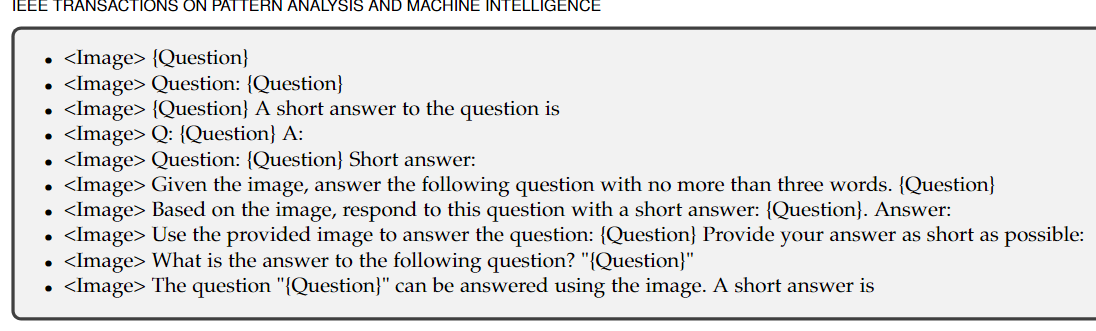 IEEE TRANSACTIONS ON PATTERN ANALYSIS AND MACHINE INTELLIGENCE
• <Image> {Question}
• <Image> Question: {Question}
• <Image> {Question} A short answer to the question is
• <Image> Q: {Question} A:
• <Image> Question: {Question} Short answer:
• <Image> Given the image, answer the following question with no more than three words. {Question}
• <Image> Based on the image, respond to this question with a short answer: {Question}. Answer:
• <Image> Use the provided image to answer the question: {Question} Provide your answer as short as possible:
• <Image> What is the answer to the following question? "{Question}"
• <Image> The question "{Question}" can be answered using the image. A short answer is